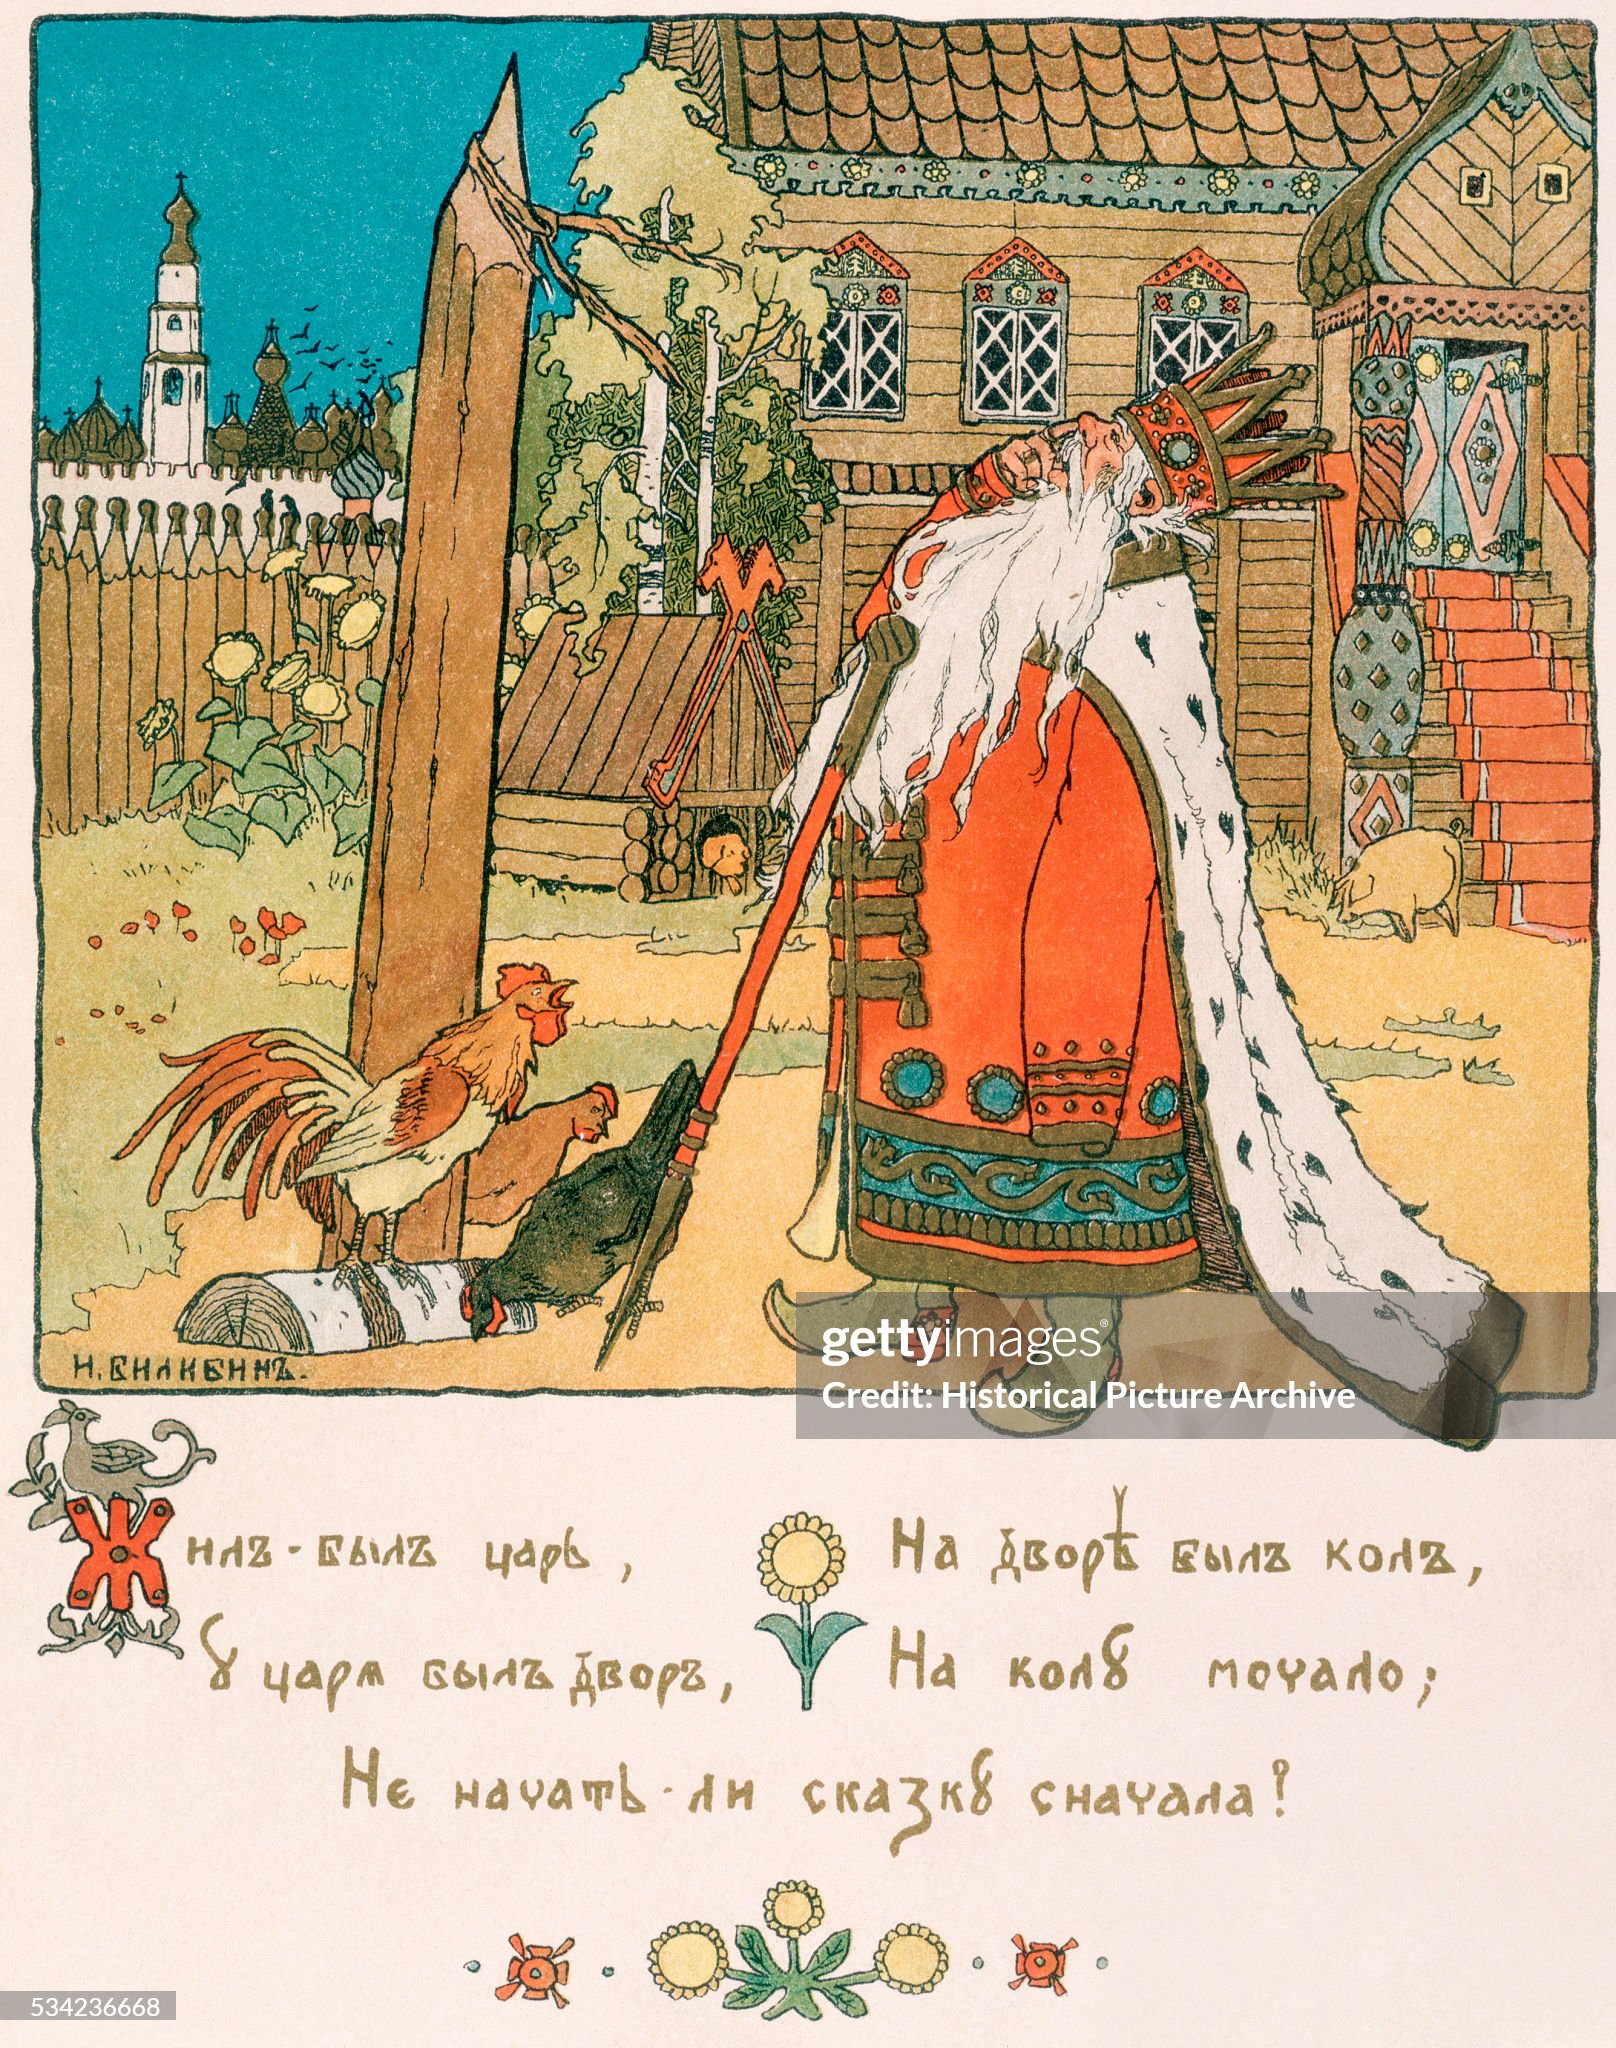 И. БИЛИБИНЪ.
gettyimages®
Credit: Historical Picture Archive
Жилъ-былъ царь,
У царя былъ дворъ,
На дворѣ былъ колъ,
На колу мочало;
Не начать-ли сказку сначала?
534236668